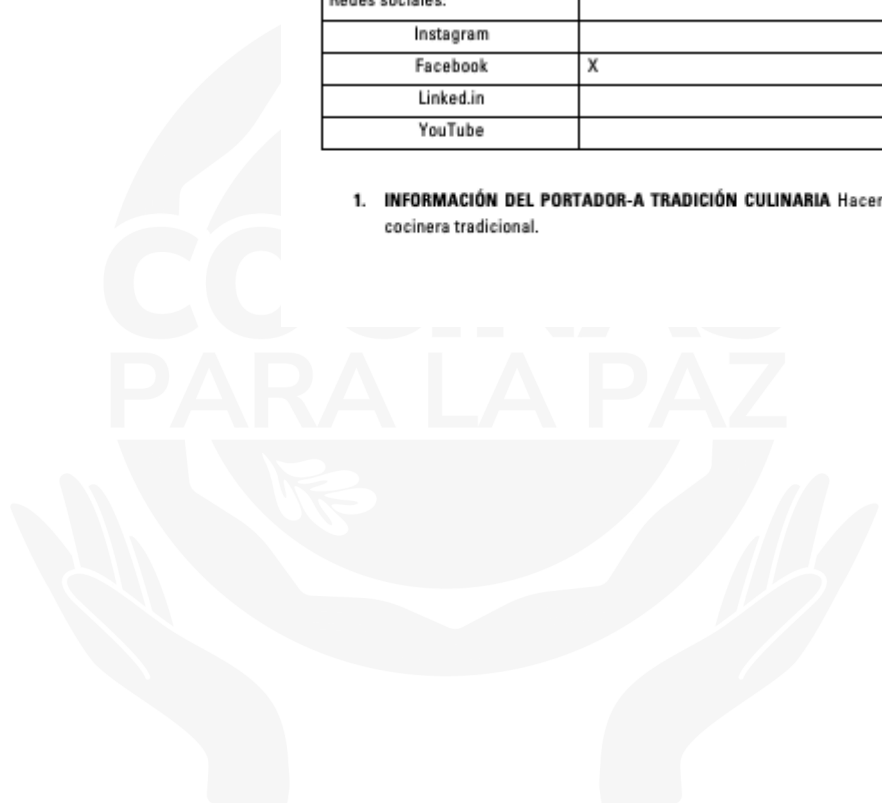 Redes sociales:
Instagram
Facebook X
Linked.in
YouTube
1. INFORMACIÓN DEL PORTADOR-A TRADICIÓN CULINARIA Hacer
cocinera tradicional.
COCINAS
PARA LA PAZ